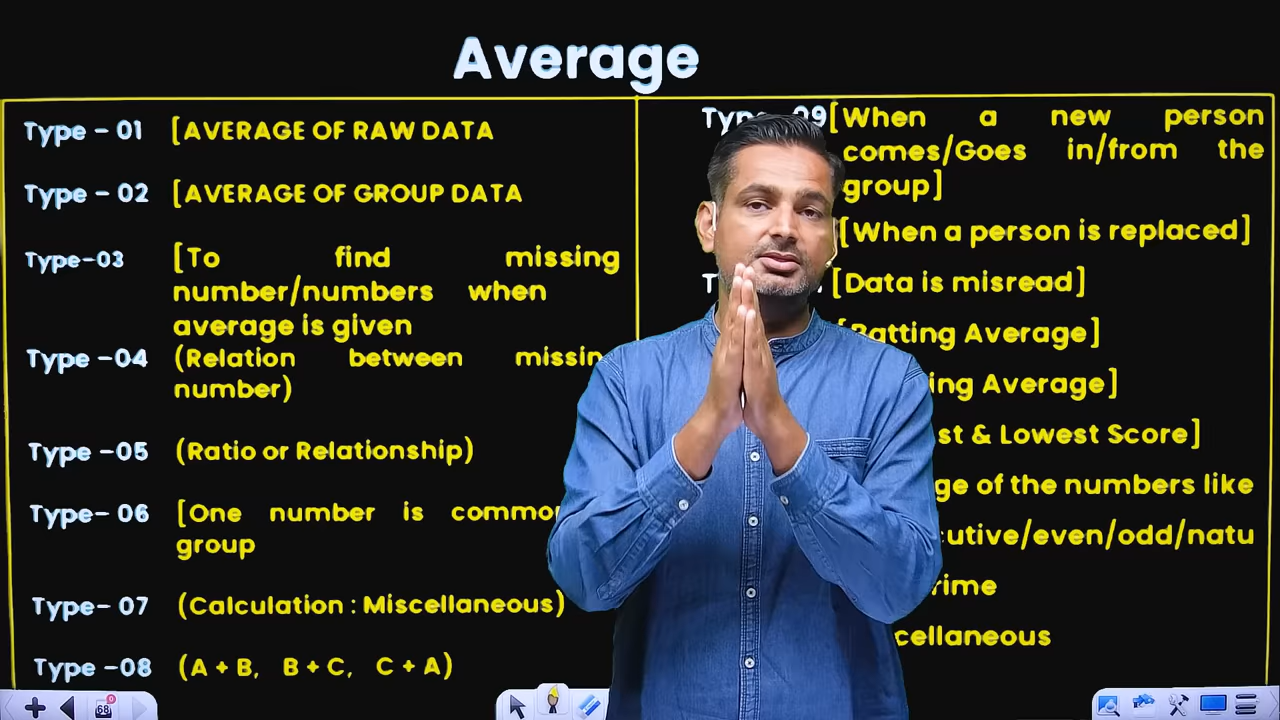 Average
Type - 01 [AVERAGE OF RAW DATA
Type - 02 [AVERAGE OF GROUP DATA
Type-03 [To find missing
number/numbers when
average is given
Type -04 (Relation between
number)
Type -05 (Ratio or Relationship)
Type- 06 [One number is
group
Type- 07 (Calculation : Miscellaneous)
Type -08 (A + B, B + C, C + A)
[When a new person
comes/Goes in/from the
group]
[When a person is replaced]
[Data is misread]
Average]
Average]
& Lowest Score]
of the numbers like
68